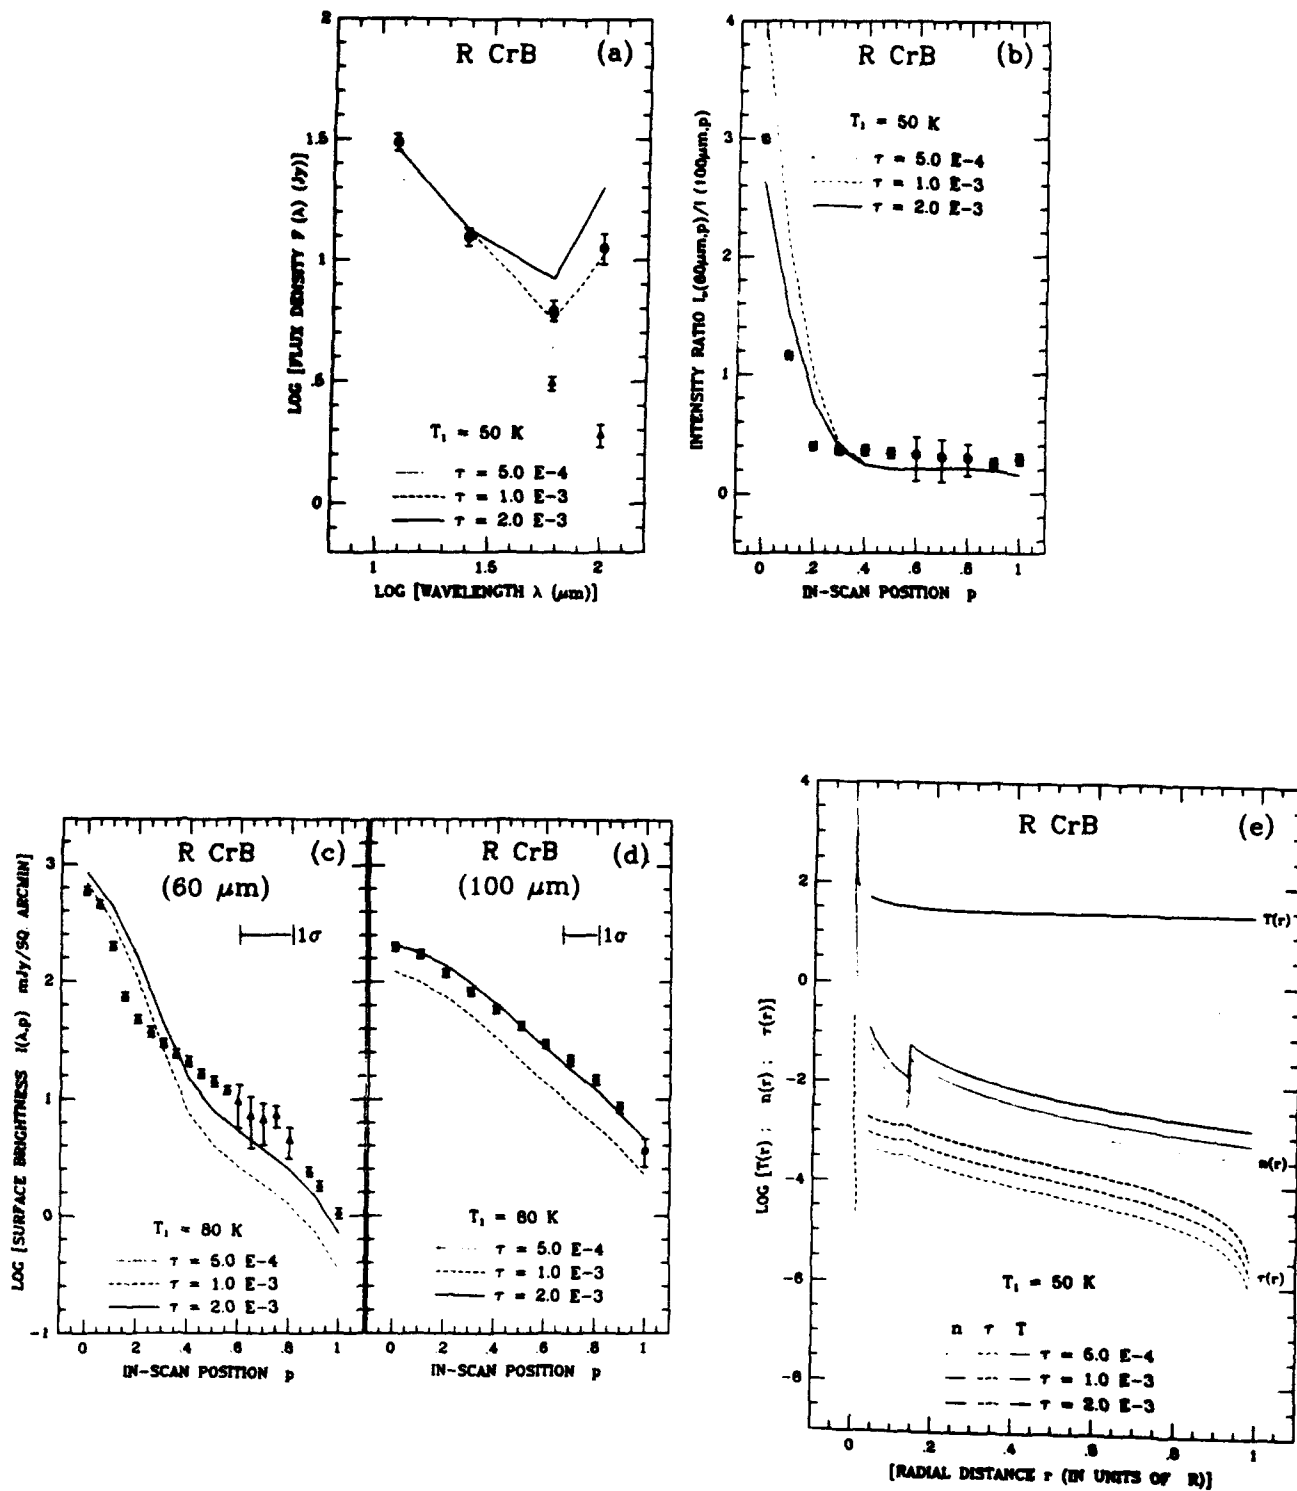 2
R CrB (a)
1.5
1
.5
0
LOG [FLUX DENSITY F(λ) (Jy)]
T₁ = 50 K
τ = 5.0 E-4
τ = 1.0 E-3
τ = 2.0 E-3
1 1.5 2
LOG [WAVELENGTH λ (μm)]
4
R CrB (b)
3
2
1
0
T₁ = 50 K
τ = 5.0 E-4
τ = 1.0 E-3
τ = 2.0 E-3
INTENSITY RATIO I (60μm,p)/I (100μm,p)
0 .2 .4 .6 .8 1
IN-SCAN POSITION p
3
2
1
0
-1
LOG [SURFACE BRIGHTNESS I(λ,p) mJy/SQ ARCMIN]
R CrB (c)
(60 μm)
1σ
T₁ = 80 K
τ = 5.0 E-4
τ = 1.0 E-3
τ = 2.0 E-3
0 .2 .4 .6 .8 1
IN-SCAN POSITION p
R CrB (d)
(100 μm)
1σ
T₁ = 80 K
τ = 5.0 E-4
τ = 1.0 E-3
τ = 2.0 E-3
0 .2 .4 .6 .8 1
IN-SCAN POSITION p
4
R CrB (e)
2
T(r)
0
-2
-4
n(r)
-6
τ(r)
-8
LOG [T(r) ; n(r) ; τ(r)]
T₁ = 50 K
n τ T
τ = 5.0 E-4
τ = 1.0 E-3
τ = 2.0 E-3
0 .2 .4 .6 .8 1
[RADIAL DISTANCE r (IN UNITS OF R)]